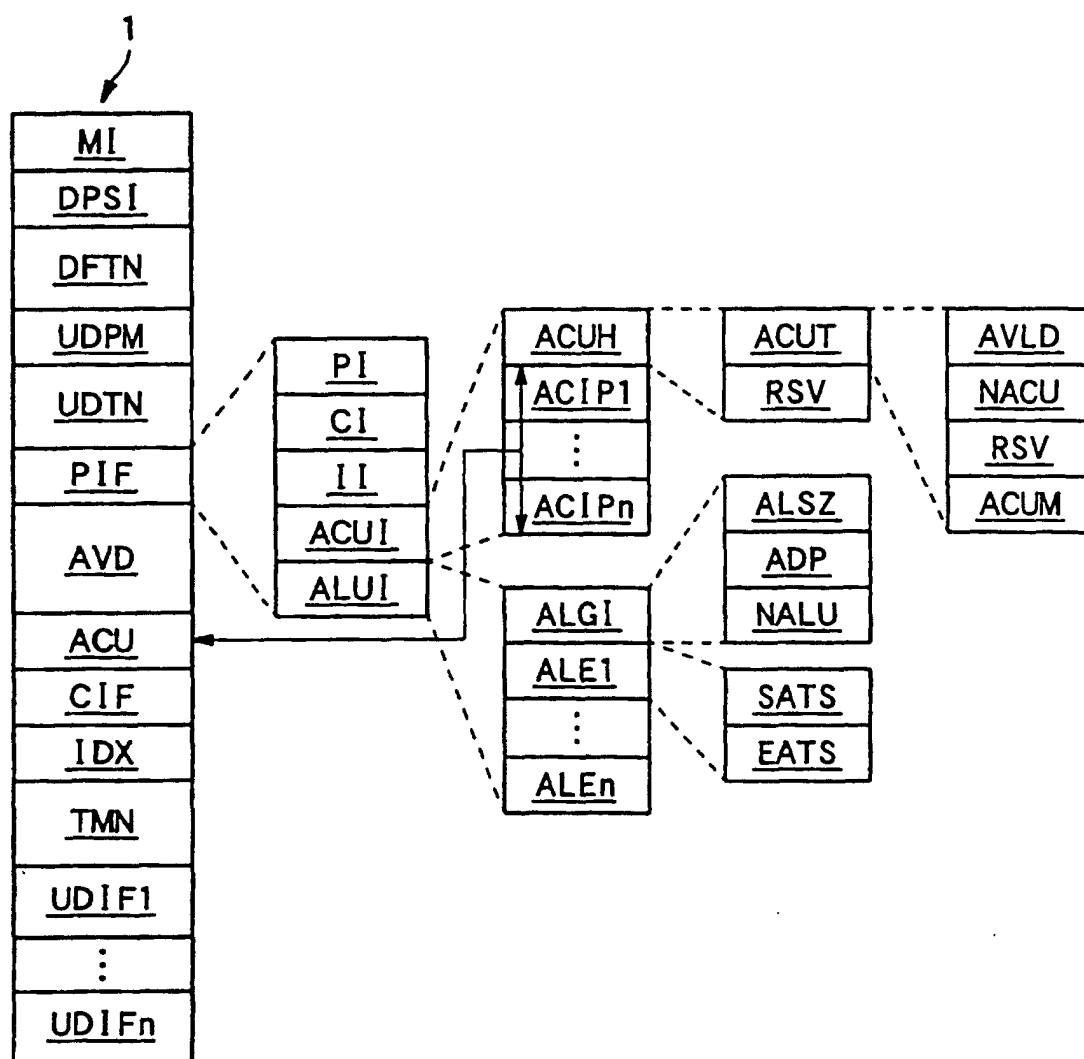 1
MI
DPSI
DFTN
UDPM
UDTN
PIF
AVD
ACU
CIF
IDX
TMN
UDIF1
⋮
UDIFn
PI
CI
II
ACUI
ALUI
ACUH
ACIP1
⋮
ACIPn
ALGI
ALE1
⋮
ALEn
ACUT
RSV
ALSZ
ADP
NALU
SATS
EATS
AVLD
NACU
RSV
ACUM